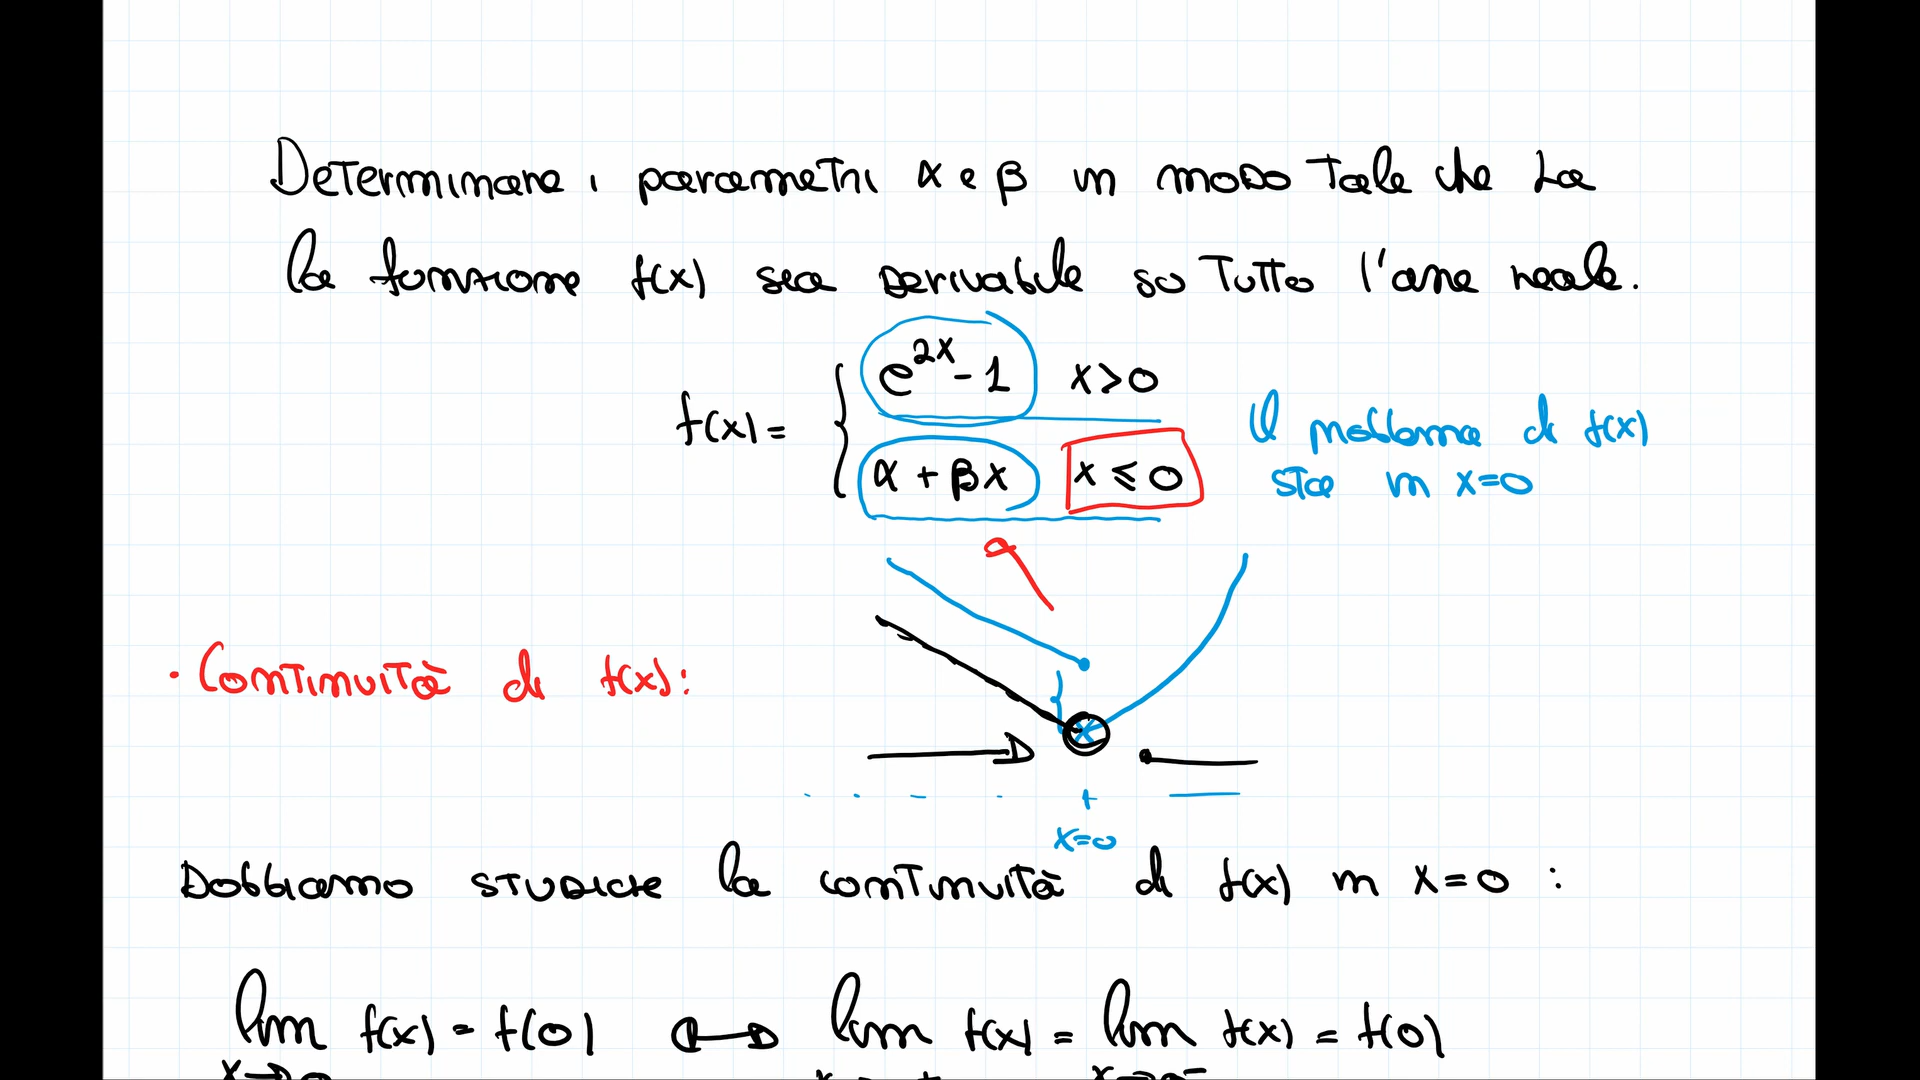 Determinare i parametri α e β in modo tale che la
la funzione f(x) sia derivabile su tutto l'asse reale.
f(x) = { e^{2x} - 1 x > 0
α + βx x ≤ 0
Il problema di f(x)
sta in x=0
• Continuità di f(x):
x=0
Dobbiamo studiare la continuità di f(x) in x=0 :
lim f(x) = f(0) ⟷ lim f(x) = lim f(x) = f(0)
x→0 x→0⁻